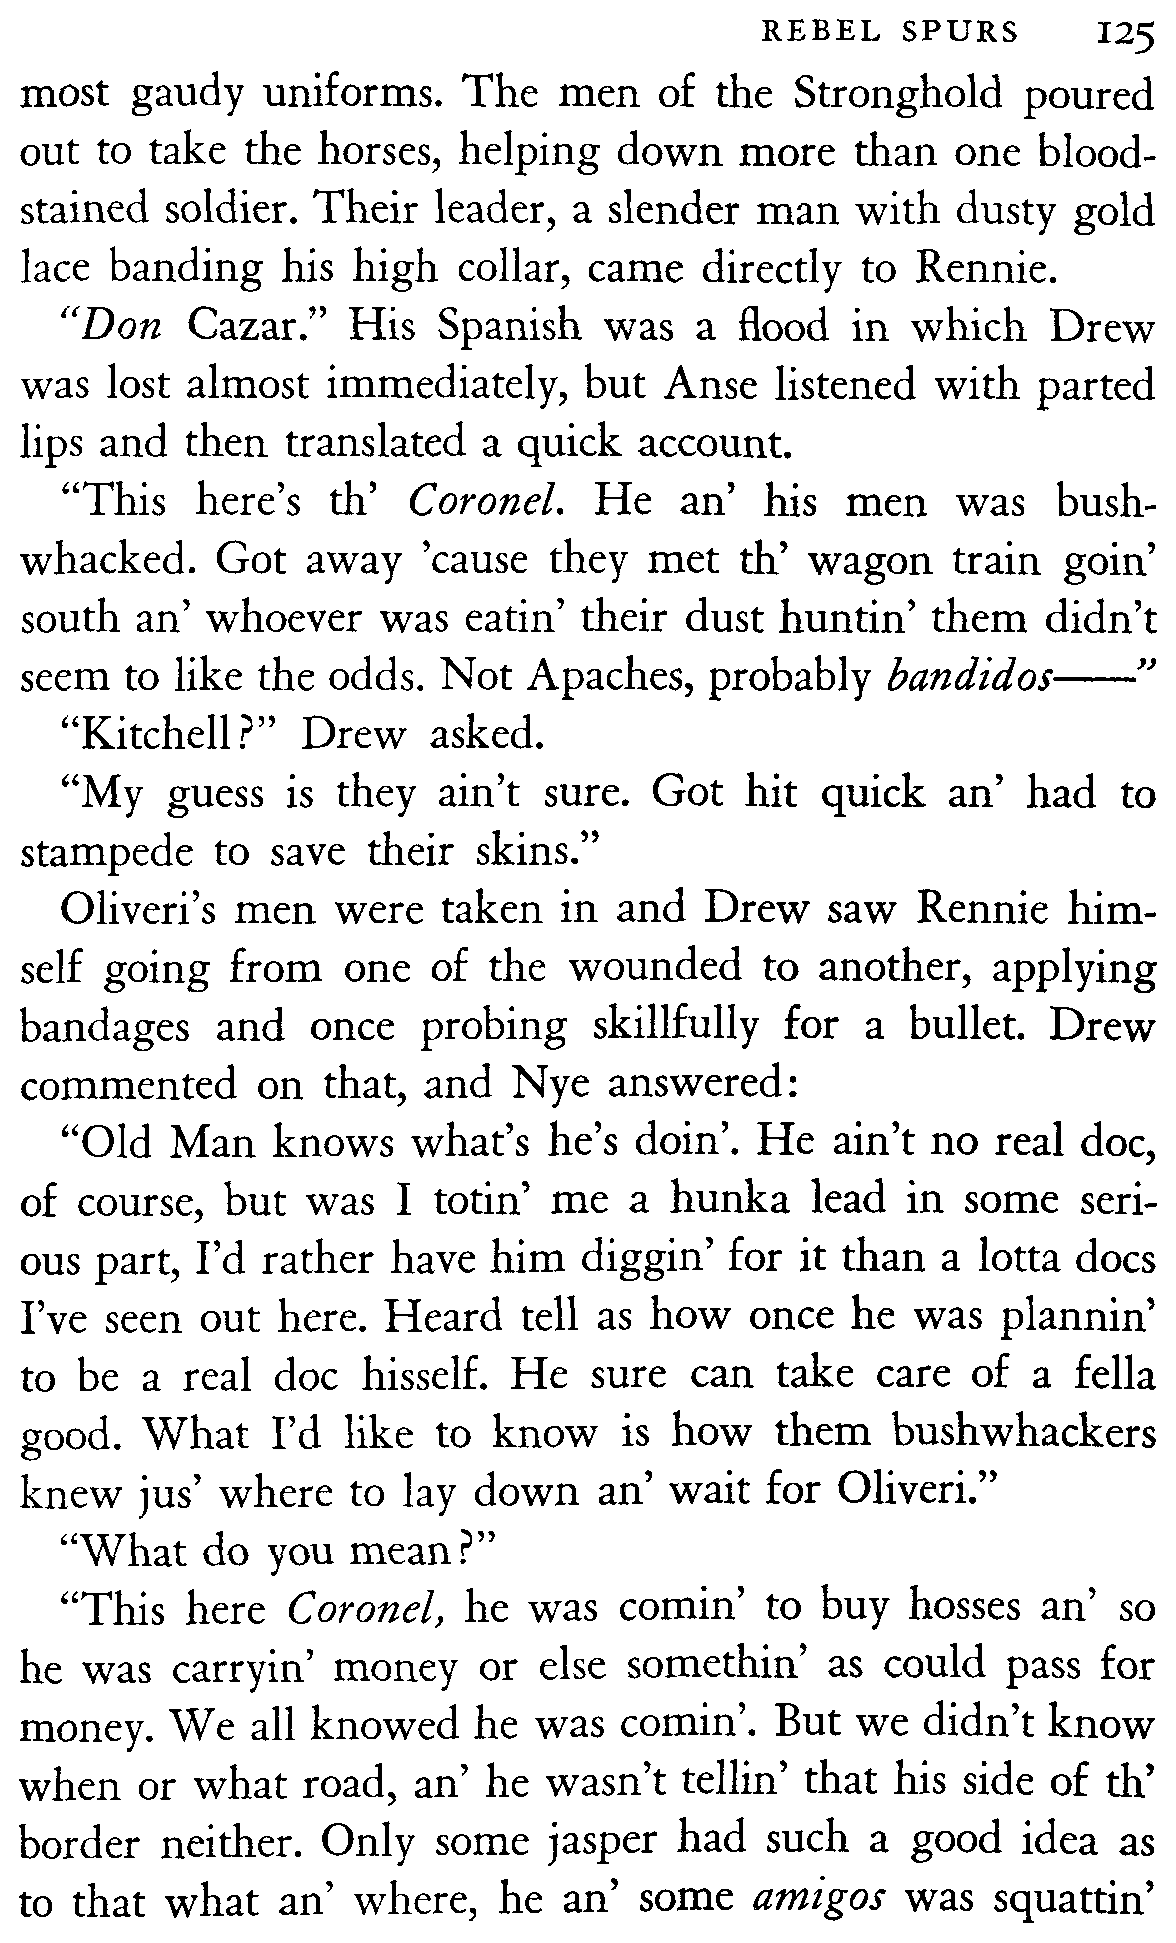 REBEL SPURS 125
most gaudy uniforms. The men of the Stronghold poured
out to take the horses, helping down more than one blood-
stained soldier. Their leader, a slender man with dusty gold
lace banding his high collar, came directly to Rennie.
“Don Cazar.” His Spanish was a flood in which Drew
was lost almost immediately, but Anse listened with parted
lips and then translated a quick account.
“This here’s th’ Coronel. He an’ his men was bush-
whacked. Got away ’cause they met th’ wagon train goin’
south an’ whoever was eatin’ their dust huntin’ them didn’t
seem to like the odds. Not Apaches, probably bandidos——”
“Kitchell?” Drew asked.
“My guess is they ain’t sure. Got hit quick an’ had to
stampede to save their skins.”
Oliveri’s men were taken in and Drew saw Rennie him-
self going from one of the wounded to another, applying
bandages and once probing skillfully for a bullet. Drew
commented on that, and Nye answered:
“Old Man knows what’s he’s doin’. He ain’t no real doc,
of course, but was I totin’ me a hunka lead in some seri-
ous part, I’d rather have him diggin’ for it than a lotta docs
I’ve seen out here. Heard tell as how once he was plannin’
to be a real doc hisself. He sure can take care of a fella
good. What I’d like to know is how them bushwhackers
knew jus’ where to lay down an’ wait for Oliveri.”
“What do you mean?”
“This here Coronel, he was comin’ to buy hosses an’ so
he was carryin’ money or else somethin’ as could pass for
money. We all knowed he was comin’. But we didn’t know
when or what road, an’ he wasn’t tellin’ that his side of th’
border neither. Only some jasper had such a good idea as
to that what an’ where, he an’ some amigos was squattin’